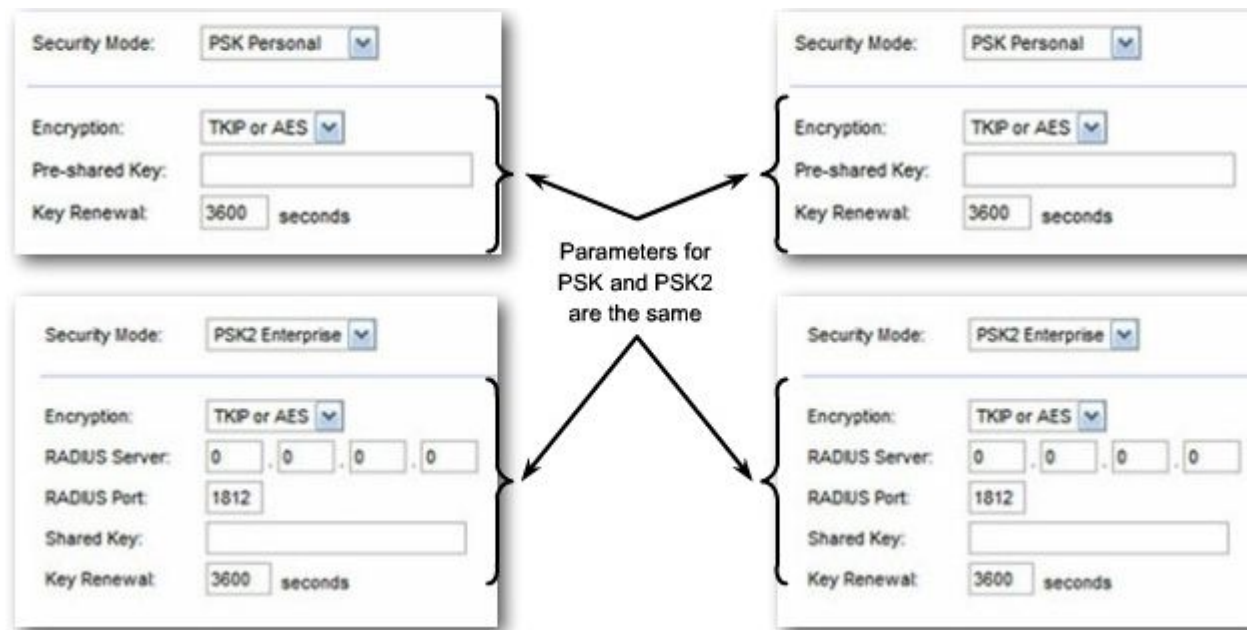 Security Mode: PSK Personal
Encryption: TKIP or AES
Pre-shared Key:
Key Renewal: 3600 seconds
Security Mode: PSK Personal
Encryption: TKIP or AES
Pre-shared Key:
Key Renewal: 3600 seconds
Parameters for
PSK and PSK2
are the same
Security Mode: PSK2 Enterprise
Encryption: TKIP or AES
RADIUS Server: 0 . 0 . 0 . 0
RADIUS Port: 1812
Shared Key:
Key Renewal: 3600 seconds
Security Mode: PSK2 Enterprise
Encryption: TKIP or AES
RADIUS Server: 0 . 0 . 0 . 0
RADIUS Port: 1812
Shared Key:
Key Renewal: 3600 seconds